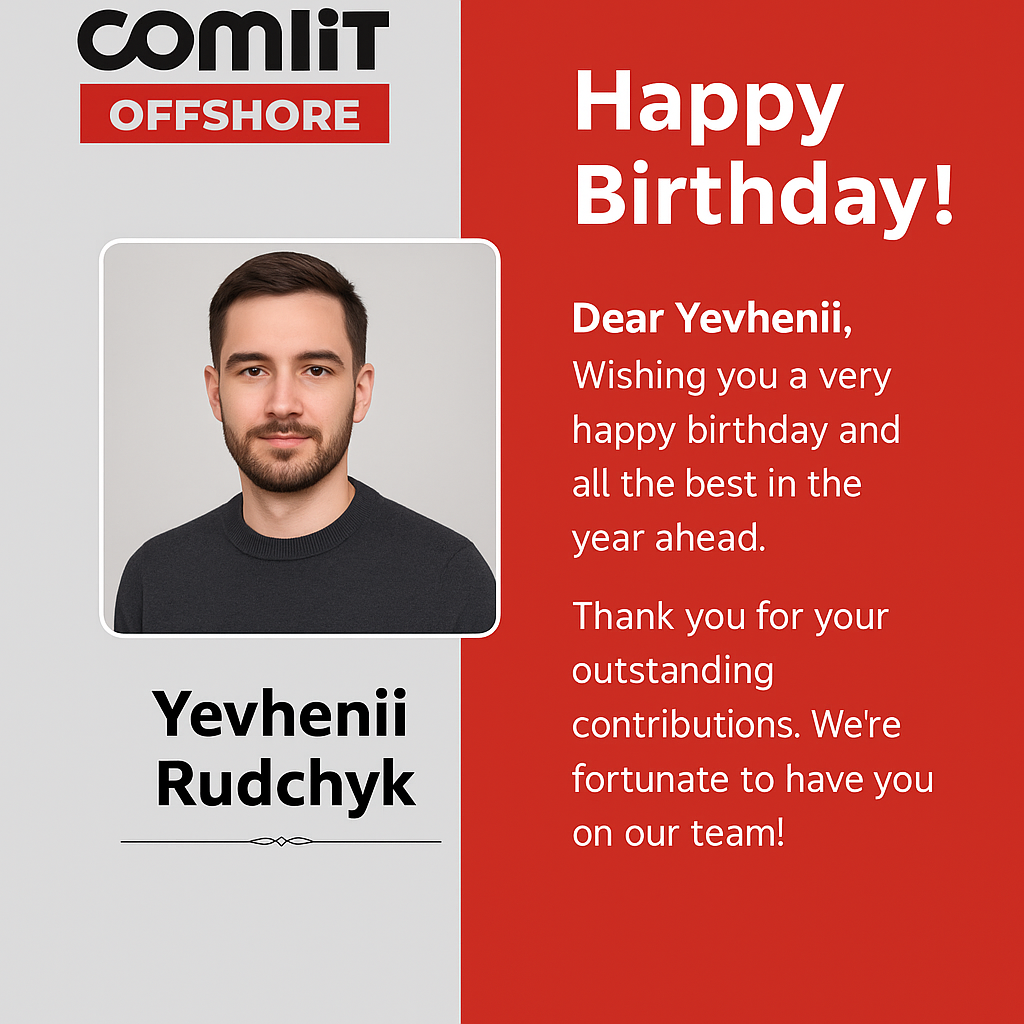 comliT
OFFSHORE
Yevhenii
Rudchyk
Happy
Birthday!
Dear Yevhenii,
Wishing you a very
happy birthday and
all the best in the
year ahead.
Thank you for your
outstanding
contributions. We're
fortunate to have you
on our team!